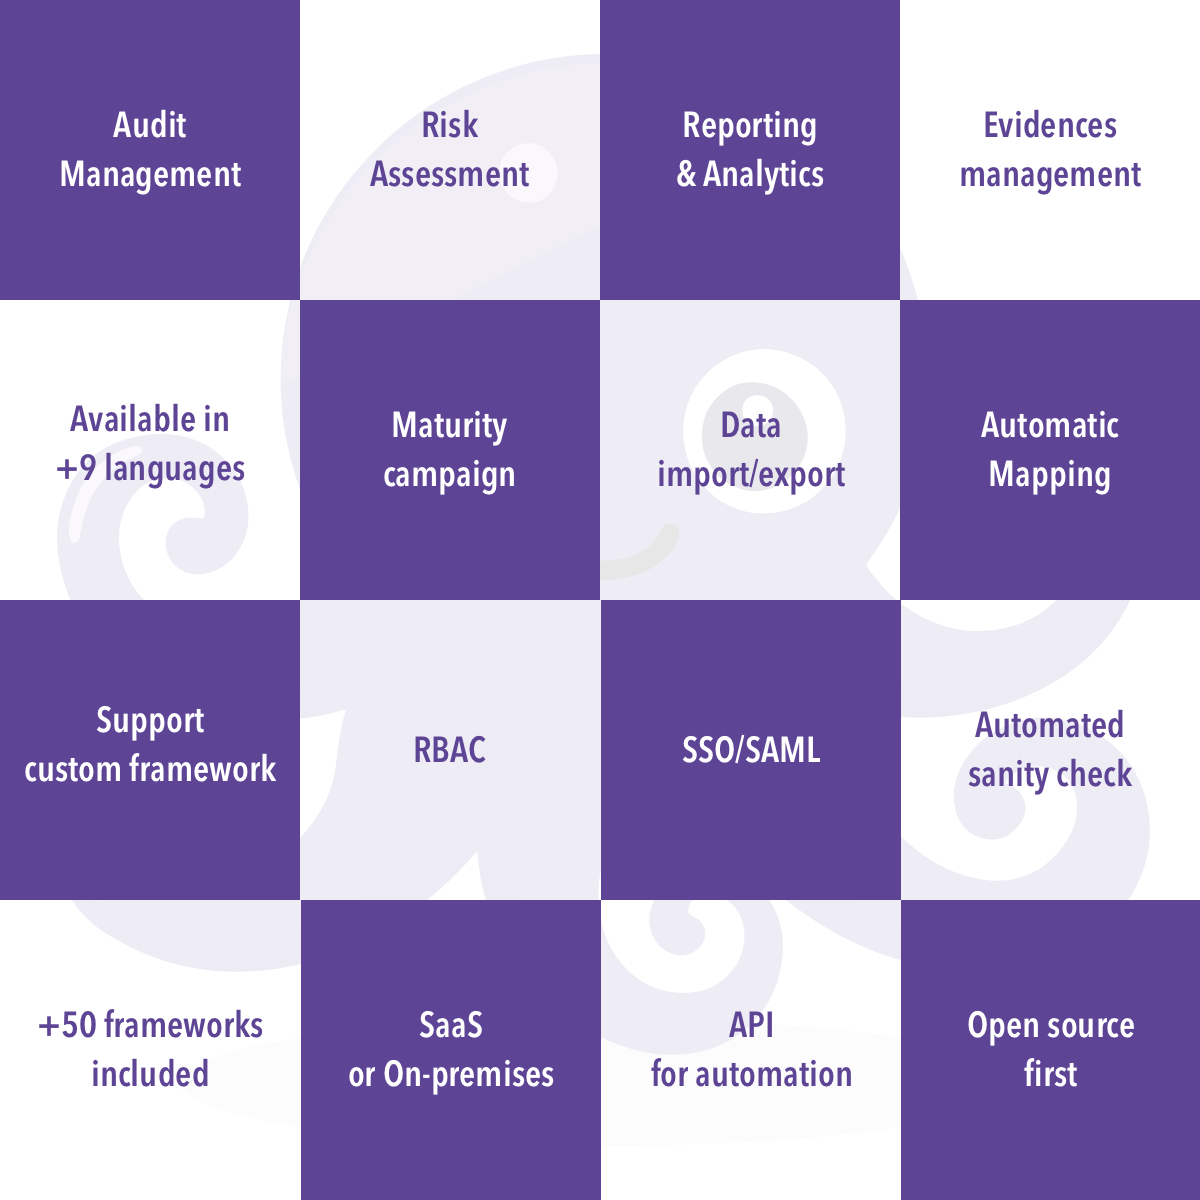 Audit
Management
Risk
Assessment
Reporting
& Analytics
Evidences
management
Available in
+9 languages
Maturity
campaign
Data
import/export
Automatic
Mapping
Support
custom framework
RBAC
SSO/SAML
Automated
sanity check
+50 frameworks
included
SaaS
or On-premises
API
for automation
Open source
first